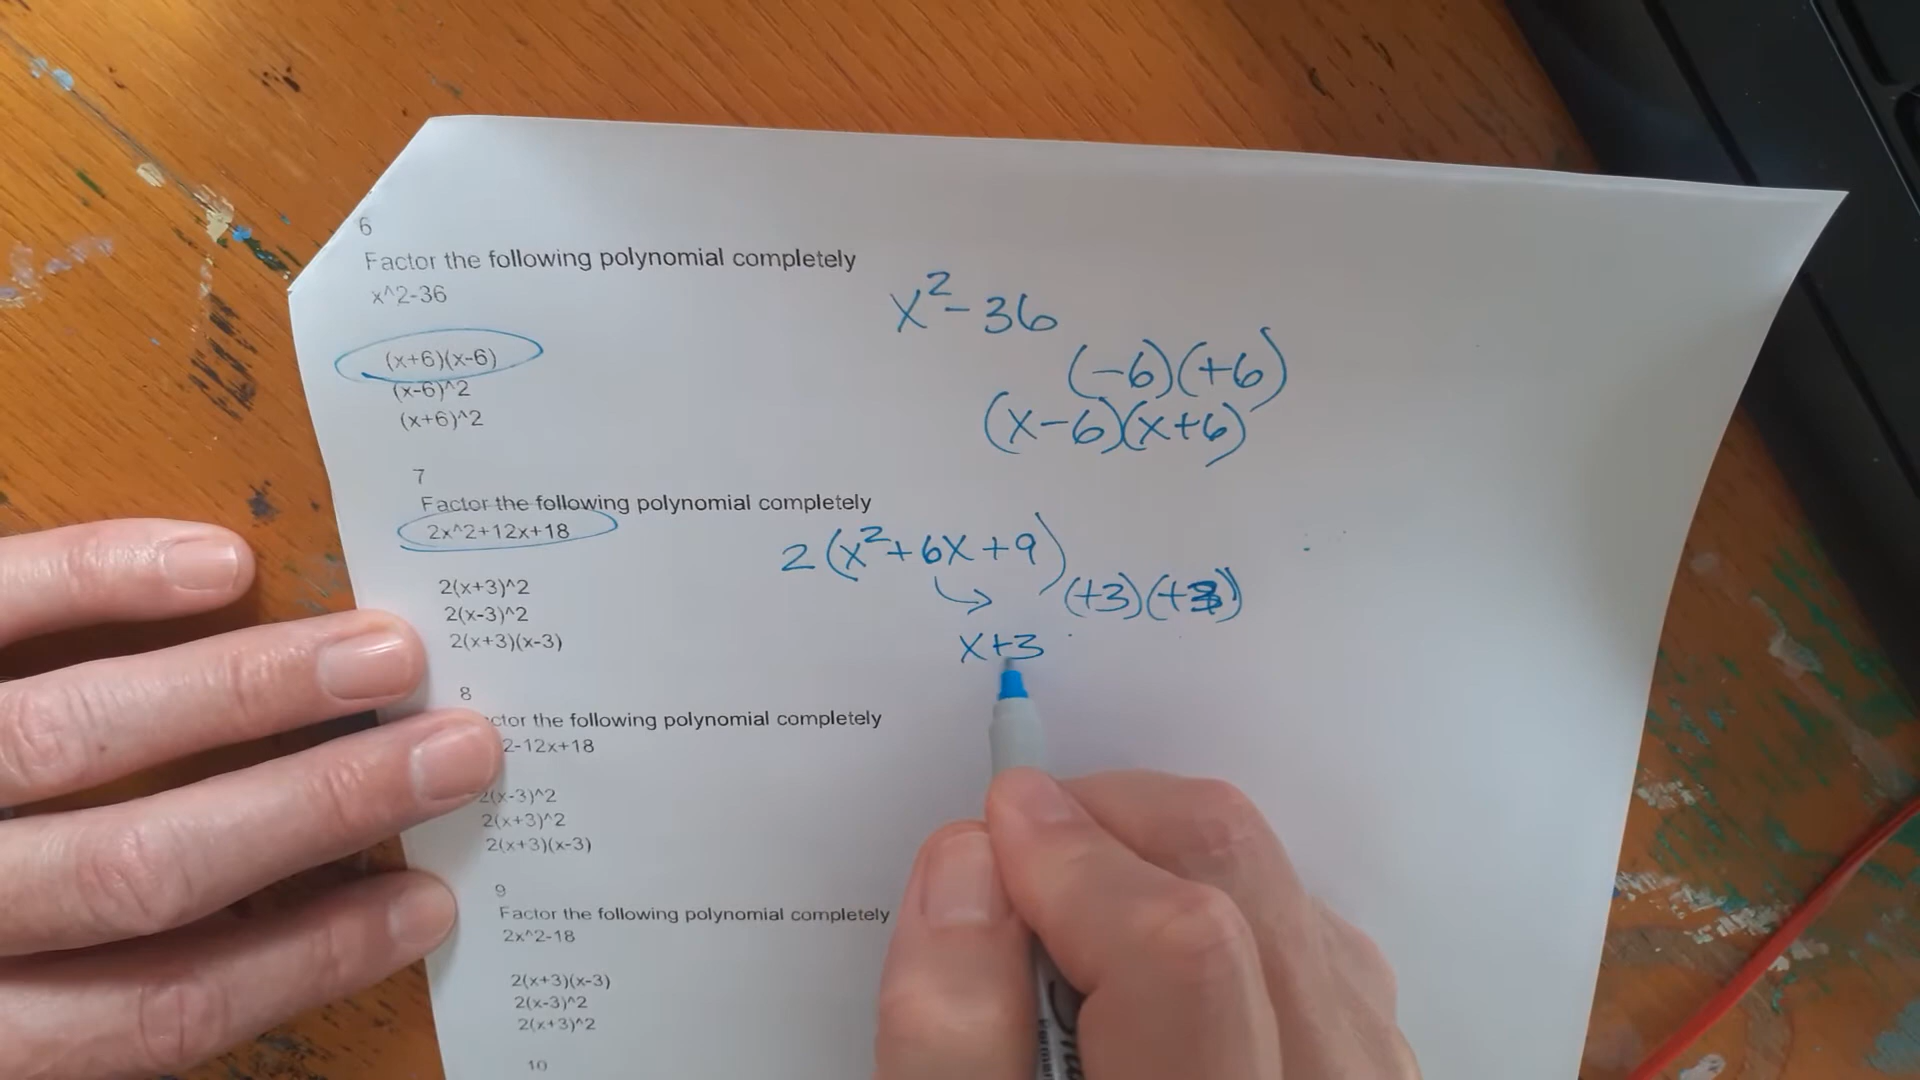 6
Factor the following polynomial completely
x^2-36
x² - 36
(x+6)(x-6)
(-6)(+6)
(x-6)^2
(x+6)^2
(x-6)(x+6)
7
Factor the following polynomial completely
2x^2+12x+18
2(x²+6x+9)
2(x+3)^2
(+3)(+3)
2(x-3)^2
2(x+3)(x-3)
x+3
8
ctor the following polynomial completely
2-12x+18
2(x-3)^2
2(x+3)^2
2(x+3)(x-3)
9
Factor the following polynomial completely
2x^2-18
2(x+3)(x-3)
2(x-3)^2
2(x+3)^2
10